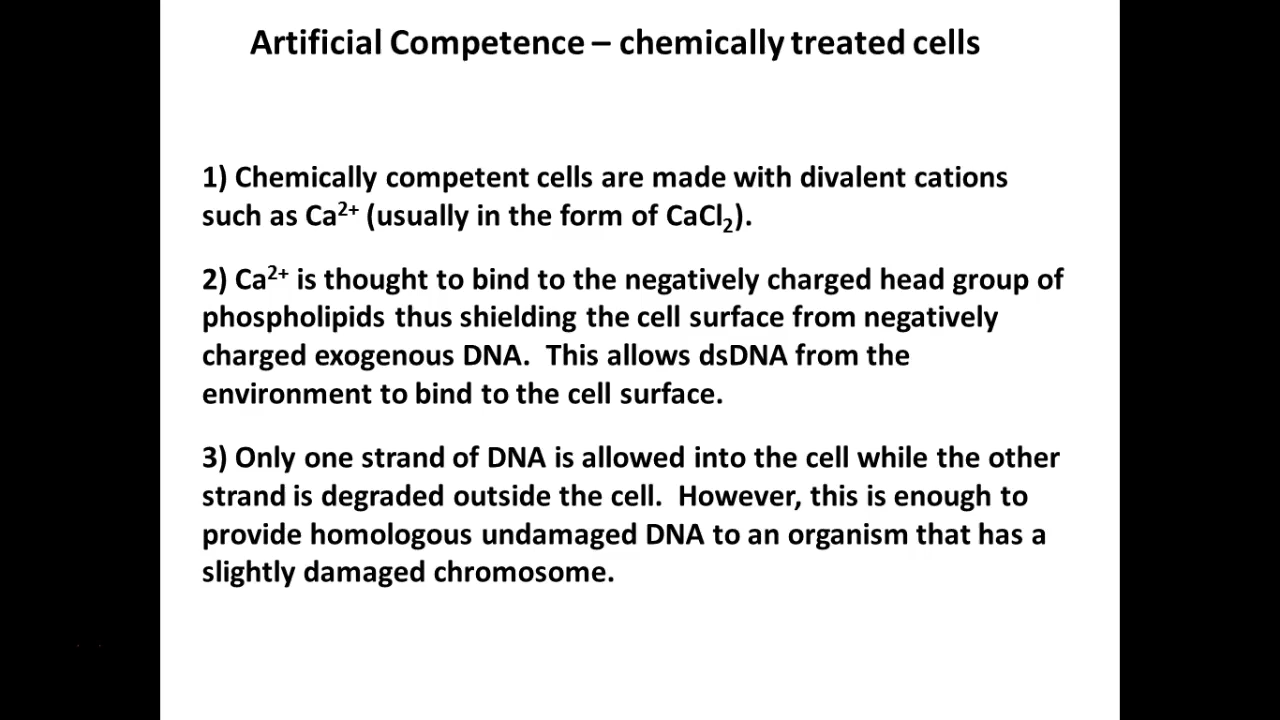 Artificial Competence – chemically treated cells
1) Chemically competent cells are made with divalent cations
such as Ca²⁺ (usually in the form of CaCl₂).
2) Ca²⁺ is thought to bind to the negatively charged head group of
phospholipids thus shielding the cell surface from negatively
charged exogenous DNA.  This allows dsDNA from the
environment to bind to the cell surface.
3) Only one strand of DNA is allowed into the cell while the other
strand is degraded outside the cell.  However, this is enough to
provide homologous undamaged DNA to an organism that has a
slightly damaged chromosome.